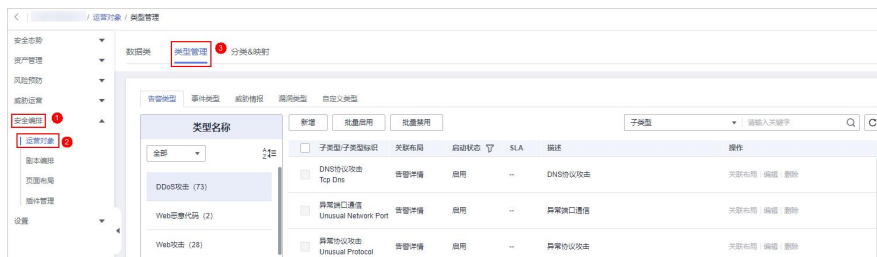 / 运营对象 / 类型管理
安全态势
资产管理
风险预防
威胁运营
安全编排 1
运营对象 2
剧本编排
页面布局
插件管理
设置
数据类 类型管理 3 分类&映射
告警类型 事件类型 威胁情报 漏洞类型 自定义类型
类型名称
全部
DDoS攻击 (73)
Web恶意代码 (2)
Web攻击 (28)
新增 批量启用 批量禁用 子类型 请输入关键字
子类型/子类型标识 关联布局 启动状态 SLA 描述 操作
DNS协议攻击
Tcp Dns 告警详情 启用 -- DNS协议攻击 关联布局 编辑 删除
异常端口通信
Unusual Network Port 告警详情 启用 -- 异常端口通信 关联布局 编辑 删除
异常协议攻击
Unusual Protocol 告警详情 启用 -- 异常协议攻击 关联布局 编辑 删除